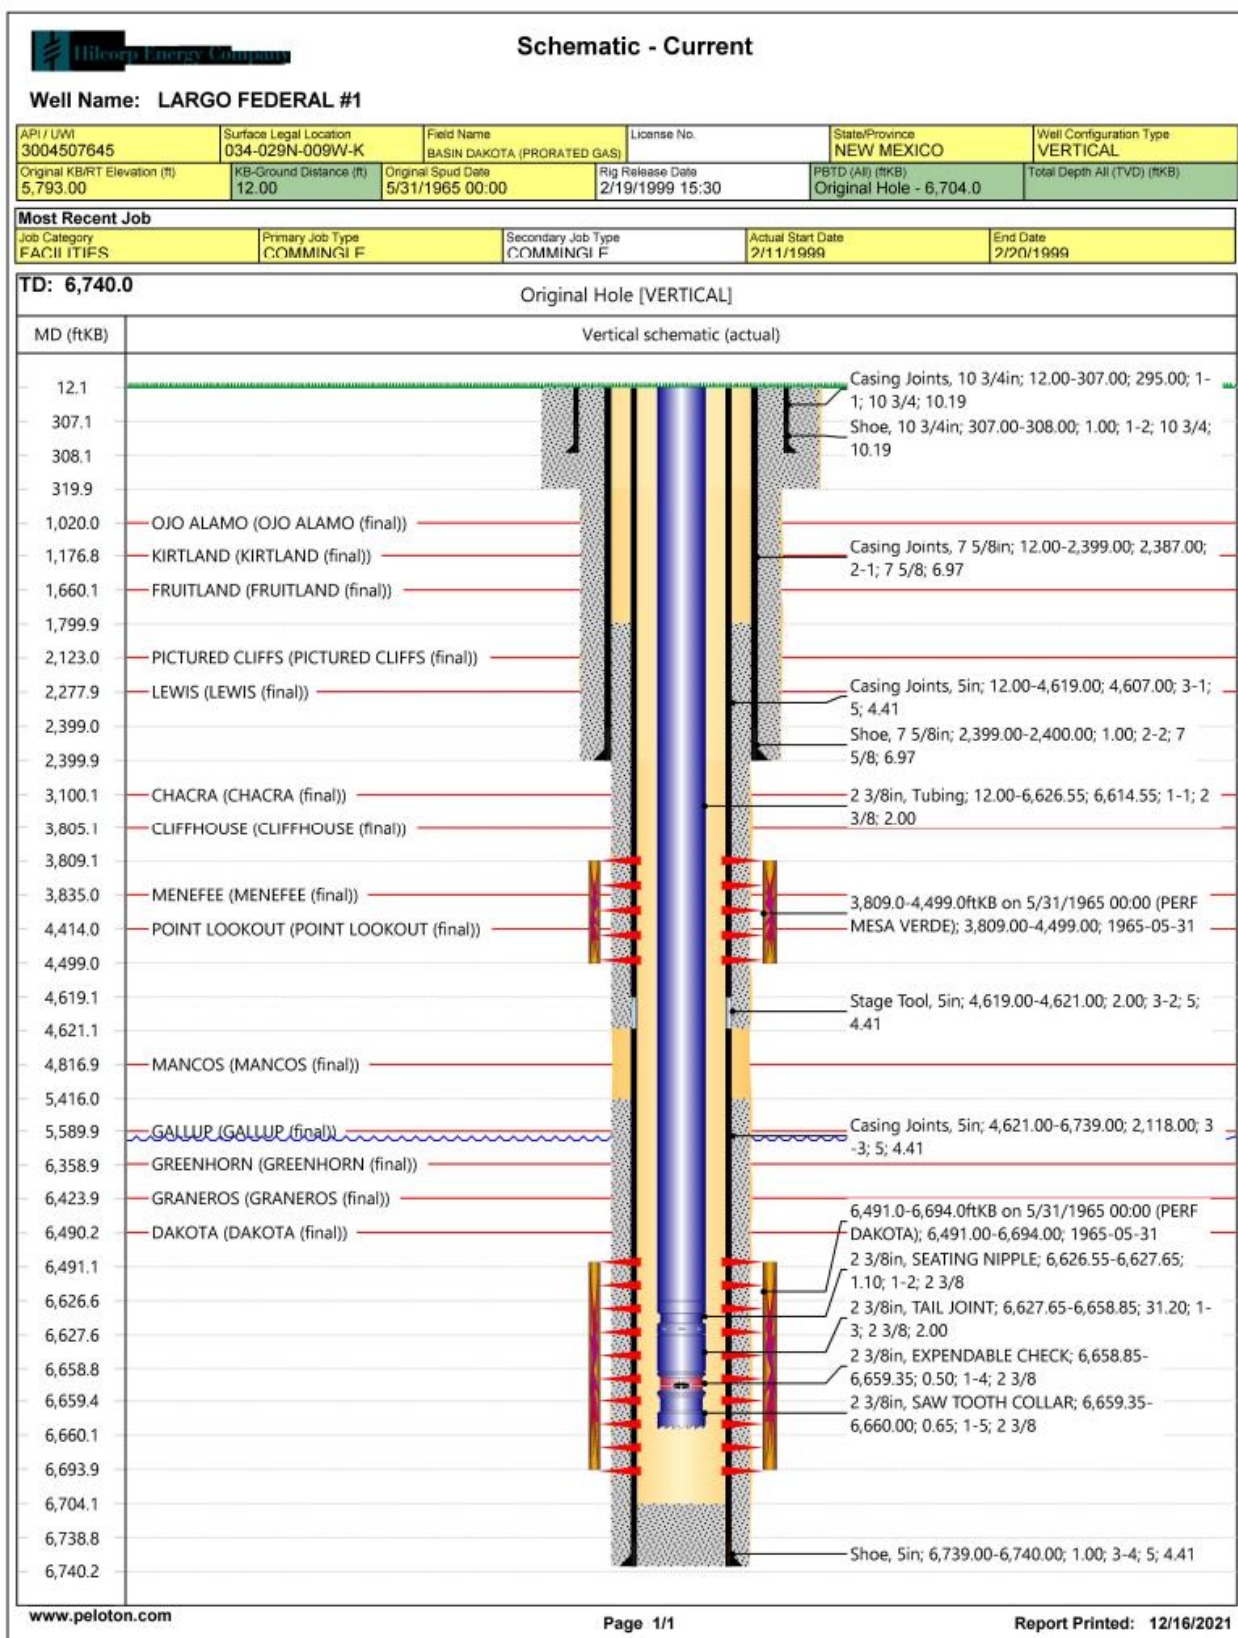 Hilcorp Energy Company
Schematic - Current
Well Name: LARGO FEDERAL #1
API / UWI Surface Legal Location Field Name License No. State/Province Well Configuration Type
3004507645 034-029N-009W-K BASIN DAKOTA (PRORATED GAS) NEW MEXICO VERTICAL
Original KB/RT Elevation (ft) KB-Ground Distance (ft) Original Spud Date Rig Release Date PBTD (All) (ftKB) Total Depth All (TVD) (ftKB)
5,793.00 12.00 5/31/1965 00:00 2/19/1999 15:30 Original Hole - 6,704.0
Most Recent Job
Job Category Primary Job Type Secondary Job Type Actual Start Date End Date
FACILITIES COMMINGLE COMMINGLE 2/11/1999 2/20/1999
TD: 6,740.0
Original Hole [VERTICAL]
MD (ftKB) Vertical schematic (actual)
12.1
307.1
308.1
319.9
1,020.0
1,176.8
1,660.1
1,799.9
2,123.0
2,277.9
2,399.0
2,399.9
3,100.1
3,805.1
3,809.1
3,835.0
4,414.0
4,499.0
4,619.1
4,621.1
4,816.9
5,416.0
5,589.9
6,358.9
6,423.9
6,490.2
6,491.1
6,626.6
6,627.6
6,658.8
6,659.4
6,660.1
6,693.9
6,704.1
6,738.8
6,740.2
OJO ALAMO (OJO ALAMO (final))
KIRTLAND (KIRTLAND (final))
FRUITLAND (FRUITLAND (final))
PICTURED CLIFFS (PICTURED CLIFFS (final))
LEWIS (LEWIS (final))
CHACRA (CHACRA (final))
CLIFFHOUSE (CLIFFHOUSE (final))
MENEFEE (MENEFEE (final))
POINT LOOKOUT (POINT LOOKOUT (final))
MANCOS (MANCOS (final))
GALLUP (GALLUP (final))
GREENHORN (GREENHORN (final))
GRANEROS (GRANEROS (final))
DAKOTA (DAKOTA (final))
Casing Joints, 10 3/4in; 12.00-307.00; 295.00; 1-
1; 10 3/4; 10.19
Shoe, 10 3/4in; 307.00-308.00; 1.00; 1-2; 10 3/4;
10.19
Casing Joints, 7 5/8in; 12.00-2,399.00; 2,387.00;
2-1; 7 5/8; 6.97
Casing Joints, 5in; 12.00-4,619.00; 4,607.00; 3-1;
5; 4.41
Shoe, 7 5/8in; 2,399.00-2,400.00; 1.00; 2-2; 7
5/8; 6.97
2 3/8in, Tubing; 12.00-6,626.55; 6,614.55; 1-1; 2
3/8; 2.00
3,809.0-4,499.0ftKB on 5/31/1965 00:00 (PERF
MESA VERDE); 3,809.00-4,499.00; 1965-05-31
Stage Tool, 5in; 4,619.00-4,621.00; 2.00; 3-2; 5;
4.41
Casing Joints, 5in; 4,621.00-6,739.00; 2,118.00; 3
-3; 5; 4.41
6,491.0-6,694.0ftKB on 5/31/1965 00:00 (PERF
DAKOTA); 6,491.00-6,694.00; 1965-05-31
2 3/8in, SEATING NIPPLE; 6,626.55-6,627.65;
1.10; 1-2; 2 3/8
2 3/8in, TAIL JOINT; 6,627.65-6,658.85; 31.20; 1-
3; 2 3/8; 2.00
2 3/8in, EXPENDABLE CHECK; 6,658.85-
6,659.35; 0.50; 1-4; 2 3/8
2 3/8in, SAW TOOTH COLLAR; 6,659.35-
6,660.00; 0.65; 1-5; 2 3/8
Shoe, 5in; 6,739.00-6,740.00; 1.00; 3-4; 5; 4.41
www.peloton.com
Page 1/1
Report Printed: 12/16/2021